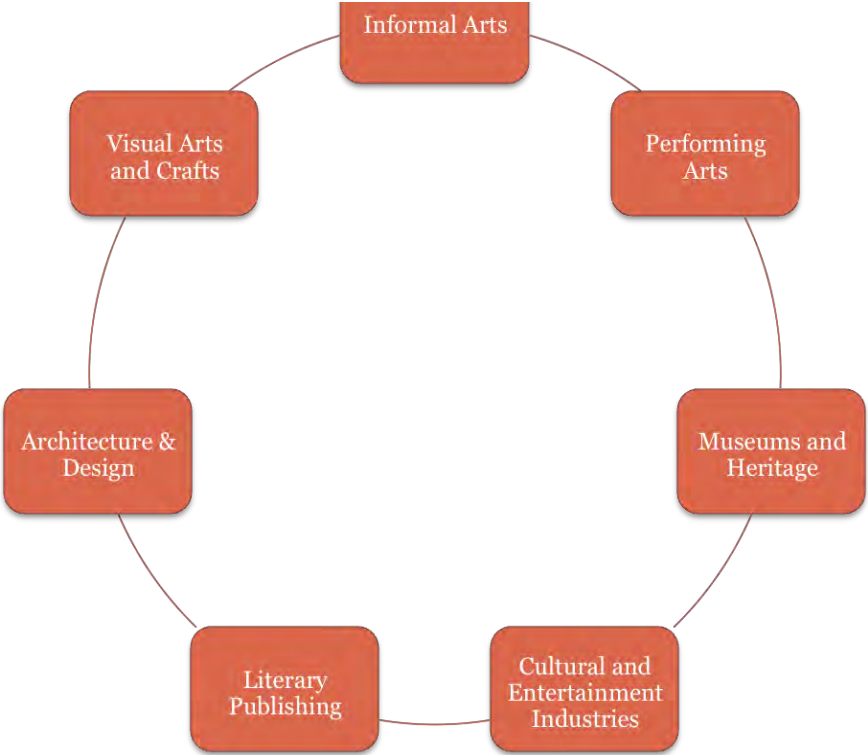 Informal Arts
Performing
Arts
Museums and
Heritage
Cultural and
Entertainment
Industries
Literary
Publishing
Architecture &
Design
Visual Arts
and Crafts